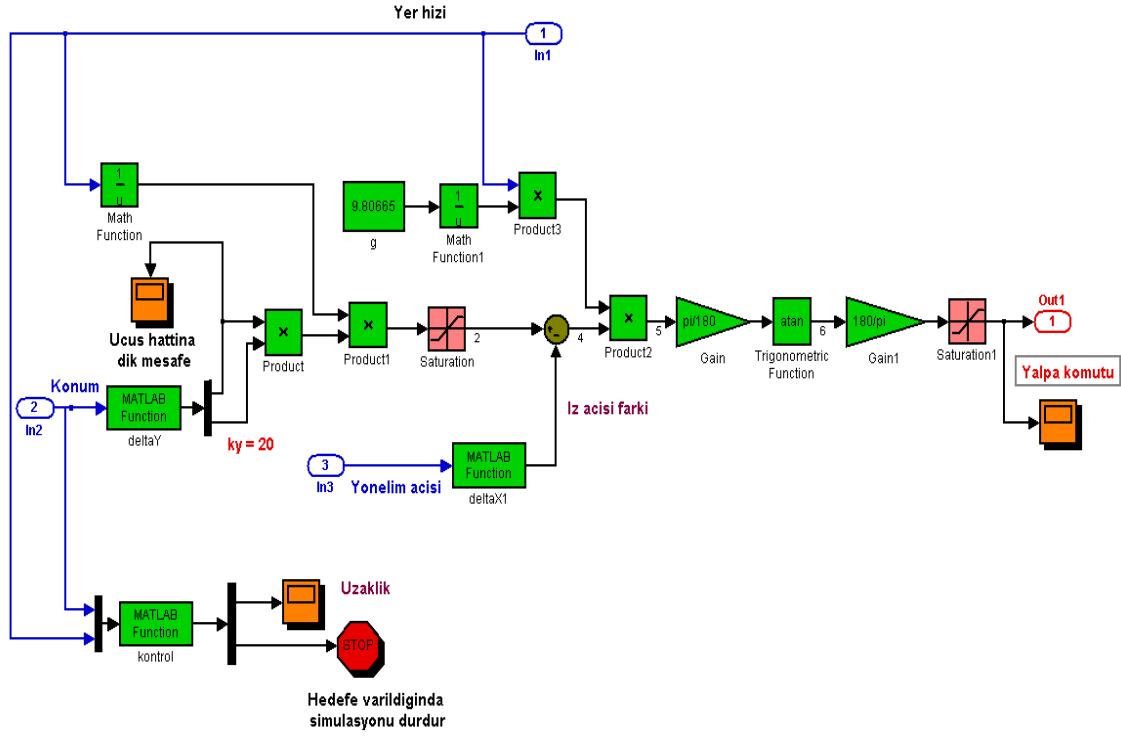 Yer hizi
1
In1
1
u
Math
Function
9.80665
g
1
u
Math
Function1
×
Product3
Ucus hattina
dik mesafe
×
Product
×
Product1
Saturation
2
4
×
Product2
5
pi/180
Gain
atan
Trigonometric
Function
6
180/pi
Gain1
Saturation1
Out1
1
Yalpa komutu
Konum
2
In2
MATLAB
Function
deltaY
ky = 20
Iz acisi farki
3
In3
Yonelim acisi
MATLAB
Function
deltaX1
MATLAB
Function
kontrol
Uzaklik
STOP
Hedefe varildiginda
simulasyonu durdur